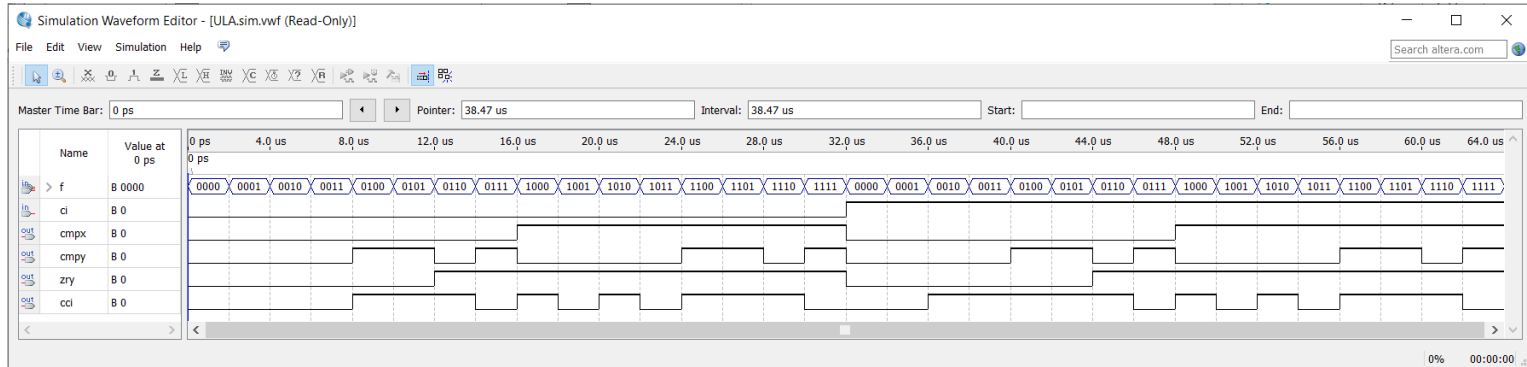 Simulation Waveform Editor - [ULA.sim.vwf (Read-Only)]
File Edit View Simulation Help
Search altera.com
Master Time Bar: 0 ps Pointer: 38.47 us Interval: 38.47 us Start: End:
Name Value at 0 ps
0 ps 4.0 us 8.0 us 12.0 us 16.0 us 20.0 us 24.0 us 28.0 us 32.0 us 36.0 us 40.0 us 44.0 us 48.0 us 52.0 us 56.0 us 60.0 us 64.0 us
0 ps
in > f B 0000 0000 0001 0010 0011 0100 0101 0110 0111 1000 1001 1010 1011 1100 1101 1110 1111 0000 0001 0010 0011 0100 0101 0110 0111 1000 1001 1010 1011 1100 1101 1110 1111
in ci B 0
out cmpx B 0
out cmpy B 0
out zry B 0
out cci B 0
0% 00:00:00